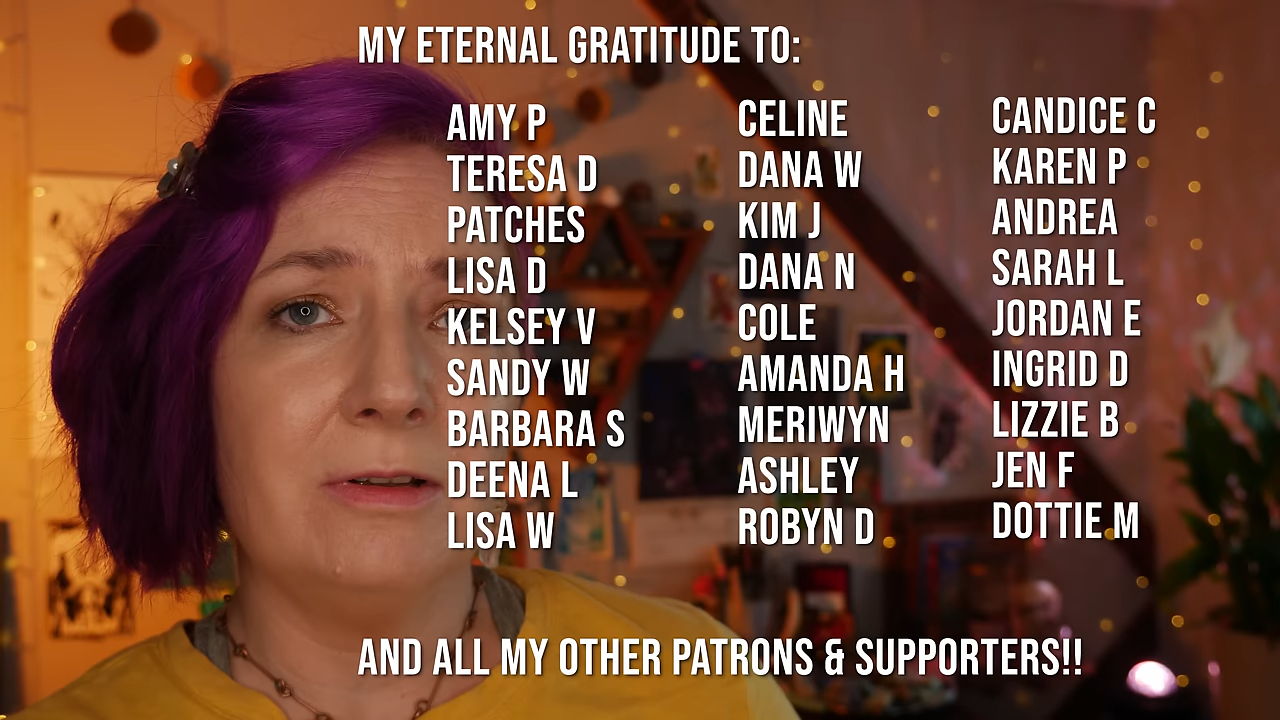 MY ETERNAL GRATITUDE TO:
AMY P
TERESA D
PATCHES
LISA D
KELSEY V
SANDY W
BARBARA S
DEENA L
LISA W
CELINE
DANA W
KIM J
DANA N
COLE
AMANDA H
MERIWYN
ASHLEY
ROBYN D
CANDICE C
KAREN P
ANDREA
SARAH L
JORDAN E
INGRID D
LIZZIE B
JEN F
DOTTIE M
AND ALL MY OTHER PATRONS & SUPPORTERS!!